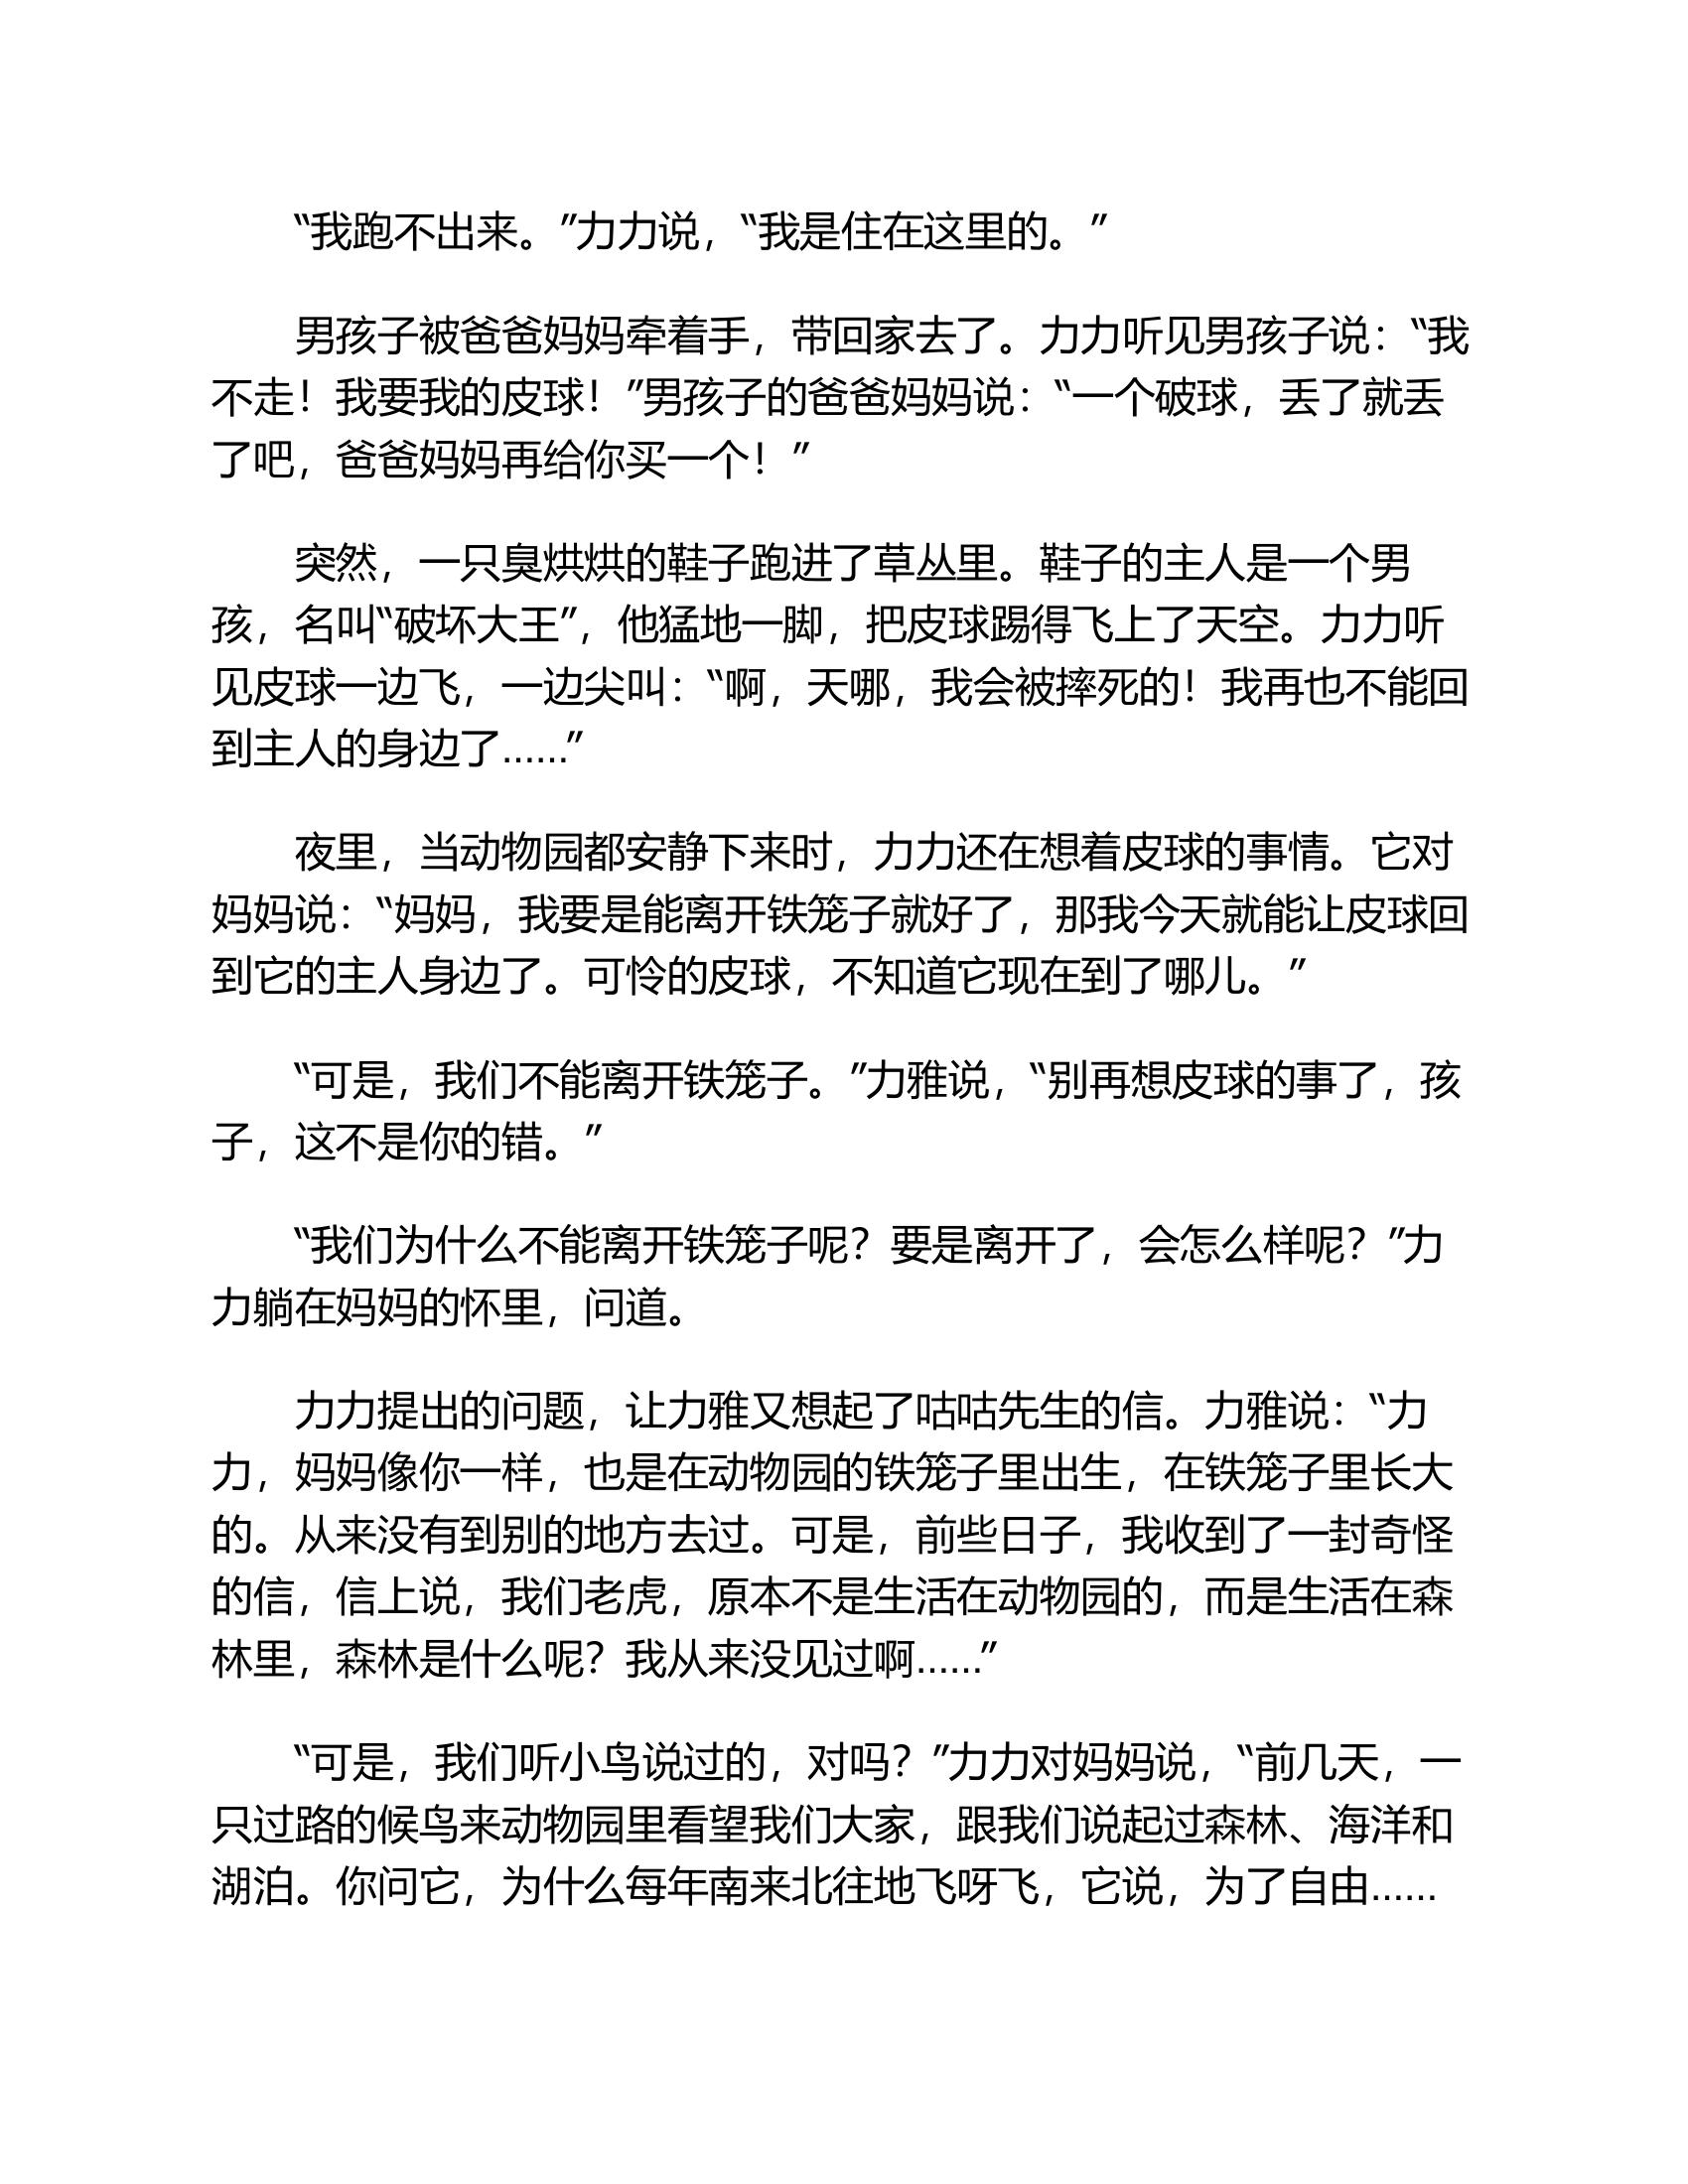 “我跑不出来。”力力说，“我是住在这里的。”
男孩子被爸爸妈妈牵着手，带回家去了。力力听见男孩子说：“我
不走！我要我的皮球！”男孩子的爸爸妈妈说：“一个破球，丢了就丢
了吧，爸爸妈妈再给你买一个！”
突然，一只臭烘烘的鞋子跑进了草丛里。鞋子的主人是一个男
孩，名叫“破坏大王”，他猛地一脚，把皮球踢得飞上了天空。力力听
见皮球一边飞，一边尖叫：“啊，天哪，我会被摔死的！我再也不能回
到主人的身边了……”
夜里，当动物园都安静下来时，力力还在想着皮球的事情。它对
妈妈说：“妈妈，我要是能离开铁笼子就好了，那我今天就能让皮球回
到它的主人身边了。可怜的皮球，不知道它现在到了哪儿。”
“可是，我们不能离开铁笼子。”力雅说，“别再想皮球的事了，孩
子，这不是你的错。”
“我们为什么不能离开铁笼子呢？要是离开了，会怎么样呢？”力
力躺在妈妈的怀里，问道。
力力提出的问题，让力雅又想起了咕咕先生的信。力雅说：“力
力，妈妈像你一样，也是在动物园的铁笼子里出生，在铁笼子里长大
的。从来没有到别的地方去过。可是，前些日子，我收到了一封奇怪
的信，信上说，我们老虎，原本不是生活在动物园的，而是生活在森
林里，森林是什么呢？我从来没见过啊……”
“可是，我们听小鸟说过的，对吗？”力力对妈妈说，“前几天，一
只过路的候鸟来动物园里看望我们大家，跟我们说起过森林、海洋和
湖泊。你问它，为什么每年南来北往地飞呀飞，它说，为了自由……